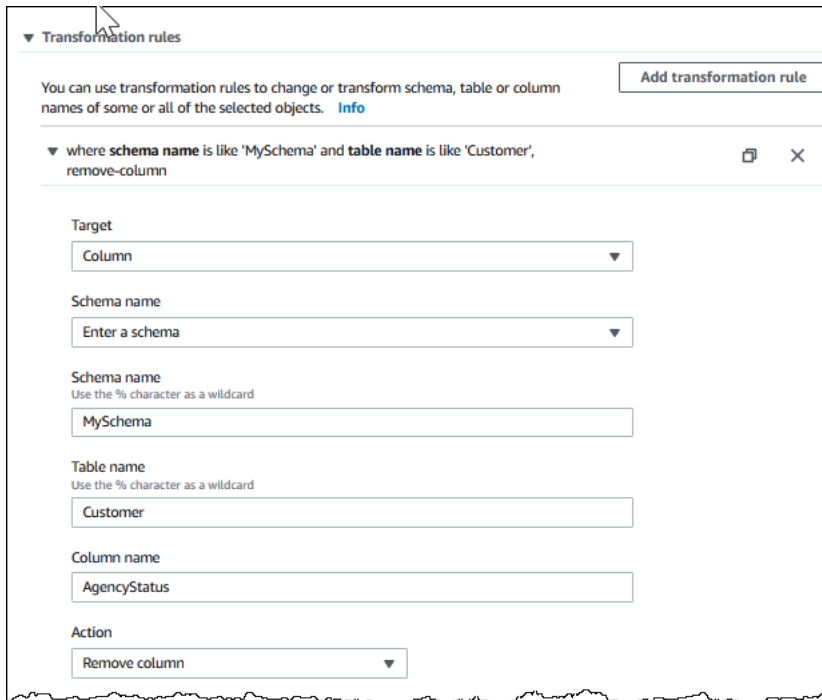 Transformation rules
You can use transformation rules to change or transform schema, table or column
names of some or all of the selected objects. Info
Add transformation rule
where schema name is like 'MySchema' and table name is like 'Customer',
remove-column
Target
Column
Schema name
Enter a schema
Schema name
Use the % character as a wildcard
MySchema
Table name
Use the % character as a wildcard
Customer
Column name
AgencyStatus
Action
Remove column